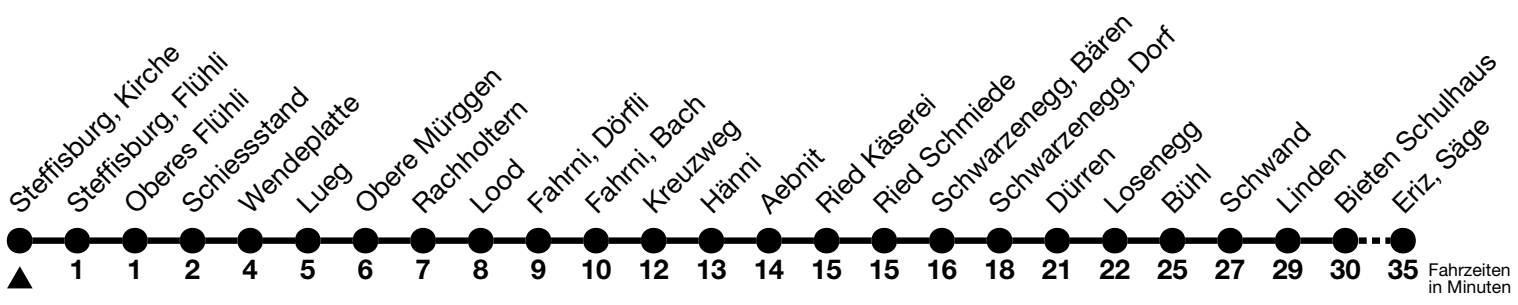 Steffisburg, Kirche
Steffisburg, Flühli
Oberes Flühli
Schiessstand
Wendeplatte
Lueg
Obere Mürggen
Rachholtern
Lood
Fahrni, Dörfli
Fahrni, Bach
Kreuzweg
Hänni
Aebnit
Ried Käserei
Ried Schmiede
Schwarzenegg, Bären
Schwarzenegg, Dorf
Dürren
Losenegg
Bühl
Schwand
Linden
Bieten Schulhaus
Eriz, Säge
1 1 2 4 5 6 7 8 9 10 12 13 14 15 15 16 18 21 22 25 27 29 30 35 Fahrzeiten
in Minuten